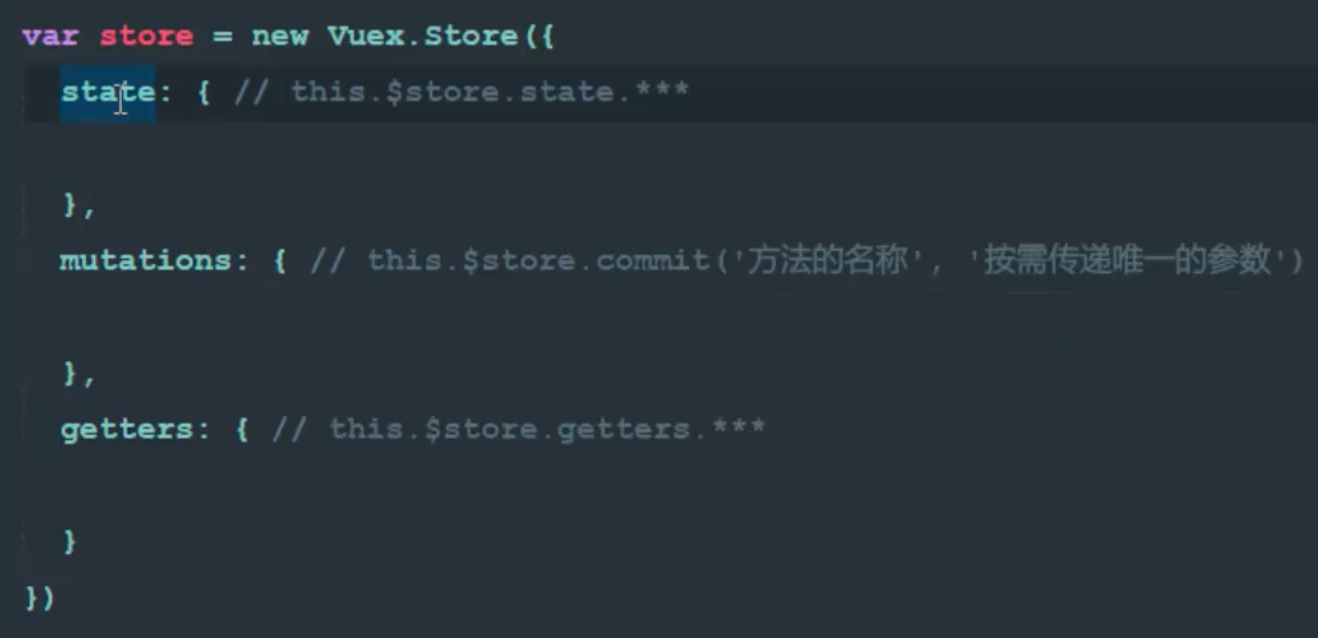 var store = new Vuex.Store({
state: { // this.$store.state.***
},
mutations: { // this.$store.commit('方法的名称', '按需传递唯一的参数')
},
getters: { // this.$store.getters.***
}
})